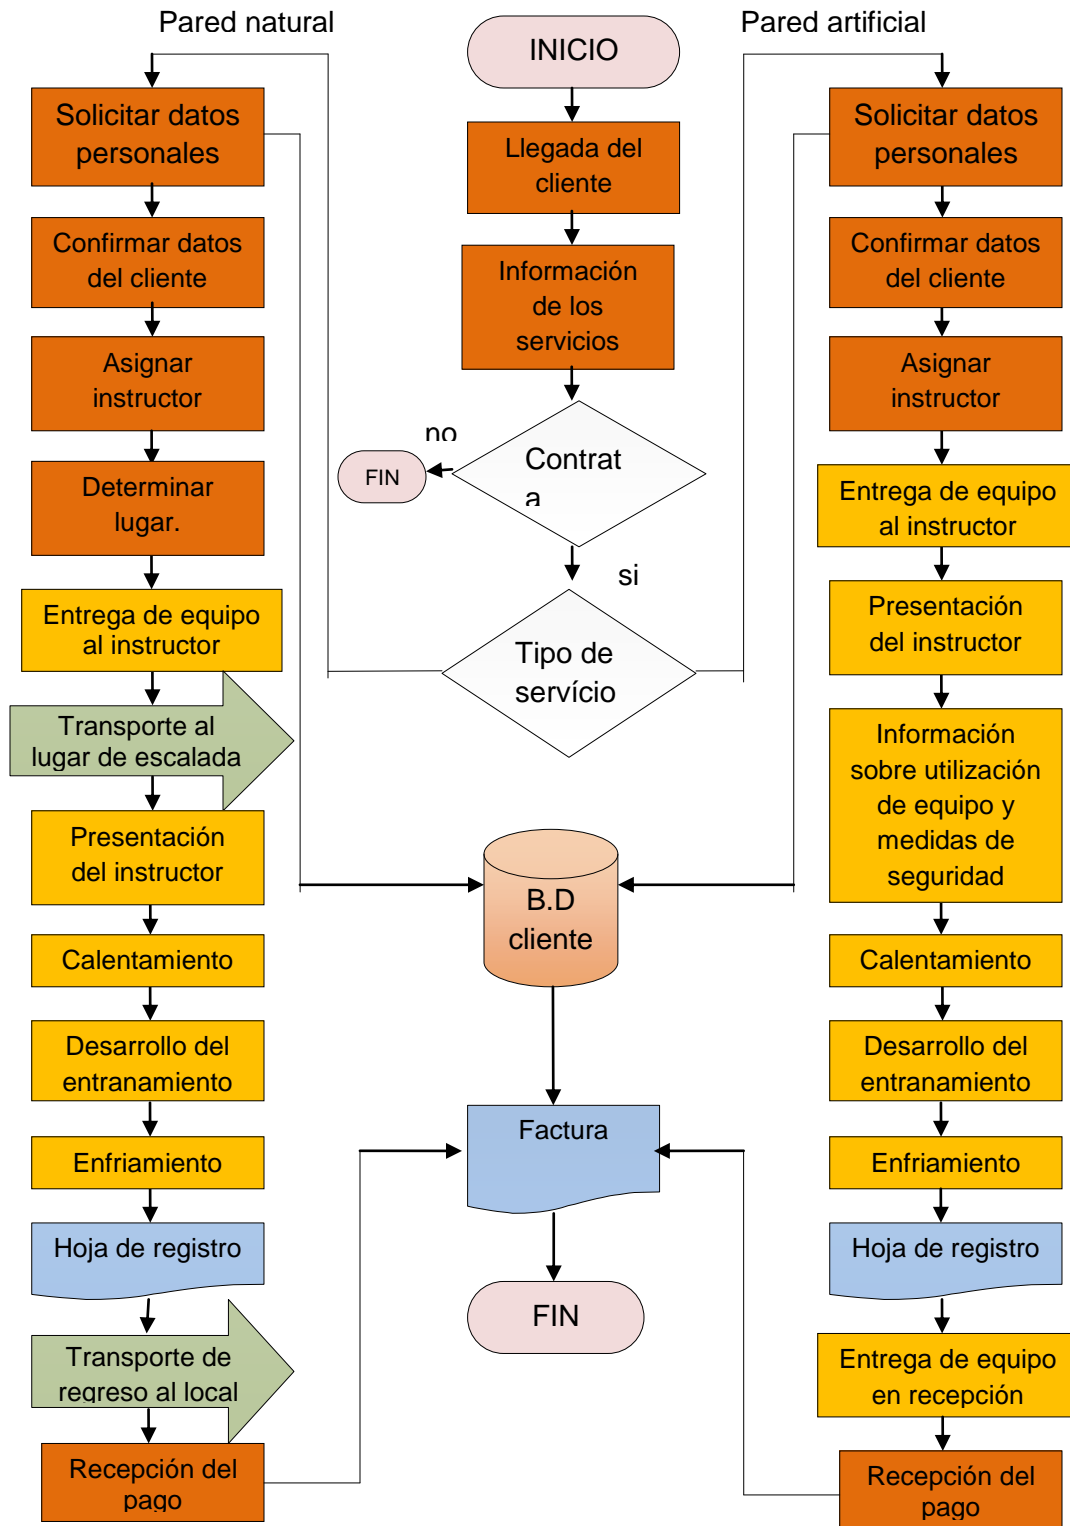 Pared natural
Solicitar datos
personales
Confirmar datos
del cliente
Asignar
instructor
Determinar
lugar.
Entrega de equipo
al instructor
Transporte al
lugar de escalada
Presentación
del instructor
Calentamiento
Desarrollo del
entranamiento
Enfriamiento
Hoja de registro
Transporte de
regreso al local
Recepción del
pago
INICIO
Llegada del
cliente
Información
de los
servicios
Contrat
a
no
FIN
si
Tipo de
servício
B.D
cliente
Factura
FIN
Pared artificial
Solicitar datos
personales
Confirmar datos
del cliente
Asignar
instructor
Entrega de equipo
al instructor
Presentación
del instructor
Información
sobre utilización
de equipo y
medidas de
seguridad
Calentamiento
Desarrollo del
entranamiento
Enfriamiento
Hoja de registro
Entrega de equipo
en recepción
Recepción del
pago